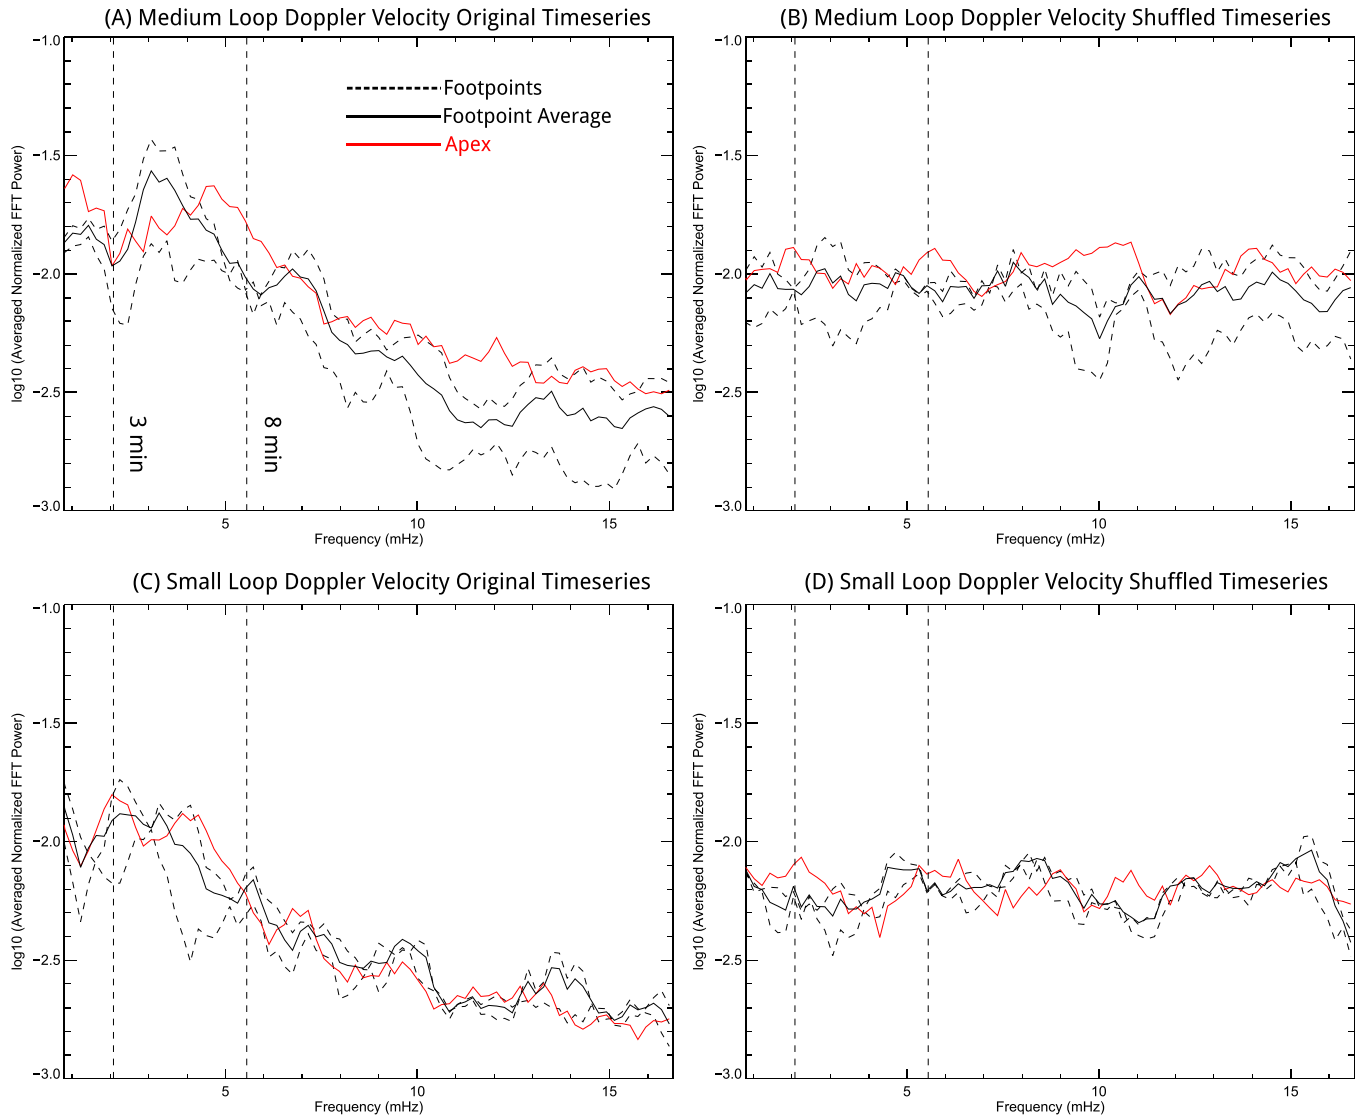 (A) Medium Loop Doppler Velocity Original Timeseries
−1.0
−1.5
−2.0
−2.5
−3.0
log10 (Averaged Normalized FFT Power)
Footpoints
Footpoint Average
Apex
3 min
8 min
5 10 15
Frequency (mHz)
(B) Medium Loop Doppler Velocity Shuffled Timeseries
−1.0
−1.5
−2.0
−2.5
−3.0
log10 (Averaged Normalized FFT Power)
5 10 15
Frequency (mHz)
(C) Small Loop Doppler Velocity Original Timeseries
−1.0
−1.5
−2.0
−2.5
−3.0
log10 (Averaged Normalized FFT Power)
5 10 15
Frequency (mHz)
(D) Small Loop Doppler Velocity Shuffled Timeseries
−1.0
−1.5
−2.0
−2.5
−3.0
log10 (Averaged Normalized FFT Power)
5 10 15
Frequency (mHz)